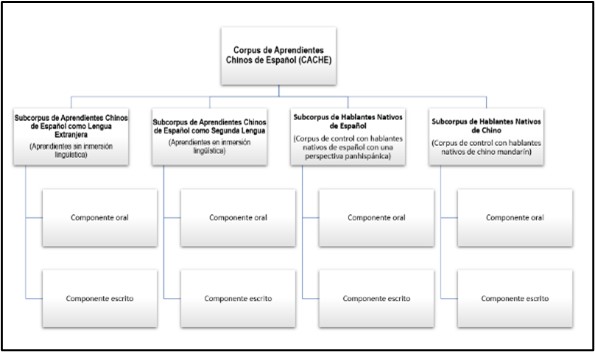 Corpus de Aprendientes
Chinos de Español (CACHE)
Subcorpus de Aprendientes Chinos
de Español como Lengua
Extranjera
(Aprendientes sin inmersión
lingüística)
Subcorpus de Aprendientes Chinos
de Español como Segunda Lengua
(Aprendientes en inmersión
lingüística)
Subcorpus de Hablantes Nativos
de Español
(Corpus de control con hablantes
nativos de español con una
perspectiva panhispánica)
Subcorpus de Hablantes Nativos
de Chino
(Corpus de control con hablantes
nativos de chino mandarín)
Componente oral
Componente oral
Componente oral
Componente oral
Componente escrito
Componente escrito
Componente escrito
Componente escrito